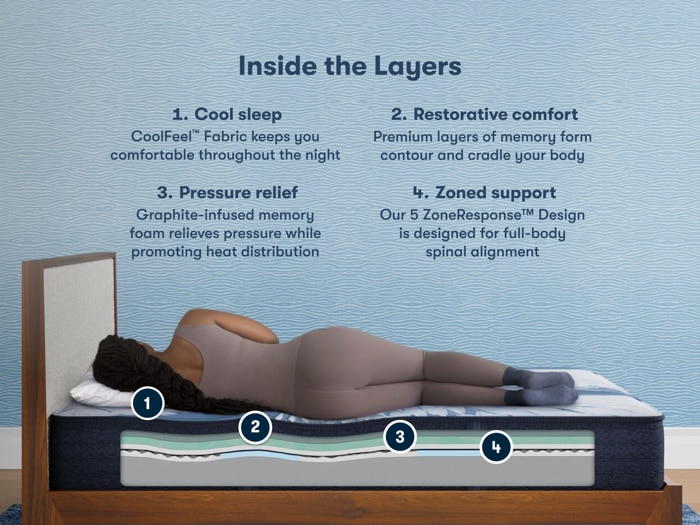 Inside the Layers
1. Cool sleep
CoolFeel™ Fabric keeps you
comfortable throughout the night
2. Restorative comfort
Premium layers of memory form
contour and cradle your body
3. Pressure relief
Graphite-infused memory
foam relieves pressure while
promoting heat distribution
4. Zoned support
Our 5 ZoneResponse™ Design
is designed for full-body
spinal alignment
1
2
3
4